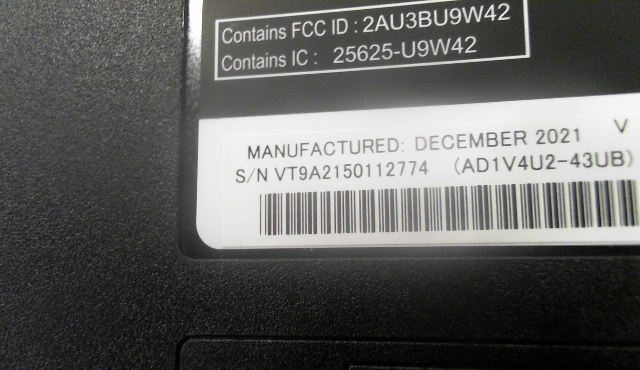 Contains FCC ID : 2AU3BU9W42
Contains IC : 25625-U9W42
MANUFACTURED: DECEMBER 2021 V
S/N VT9A2150112774 (AD1V4U2-43UB)